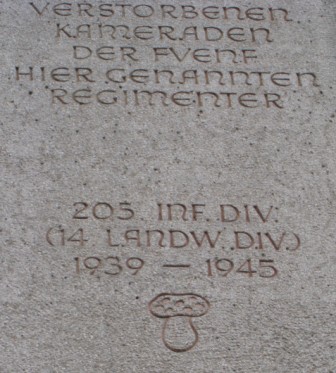 VERSTORBENEN
KAMERADEN
DER FVENF
HIER GENANNTEN
REGIMENTER
205. INF. DIV.
(14. LANDW. DIV.)
1939 — 1945